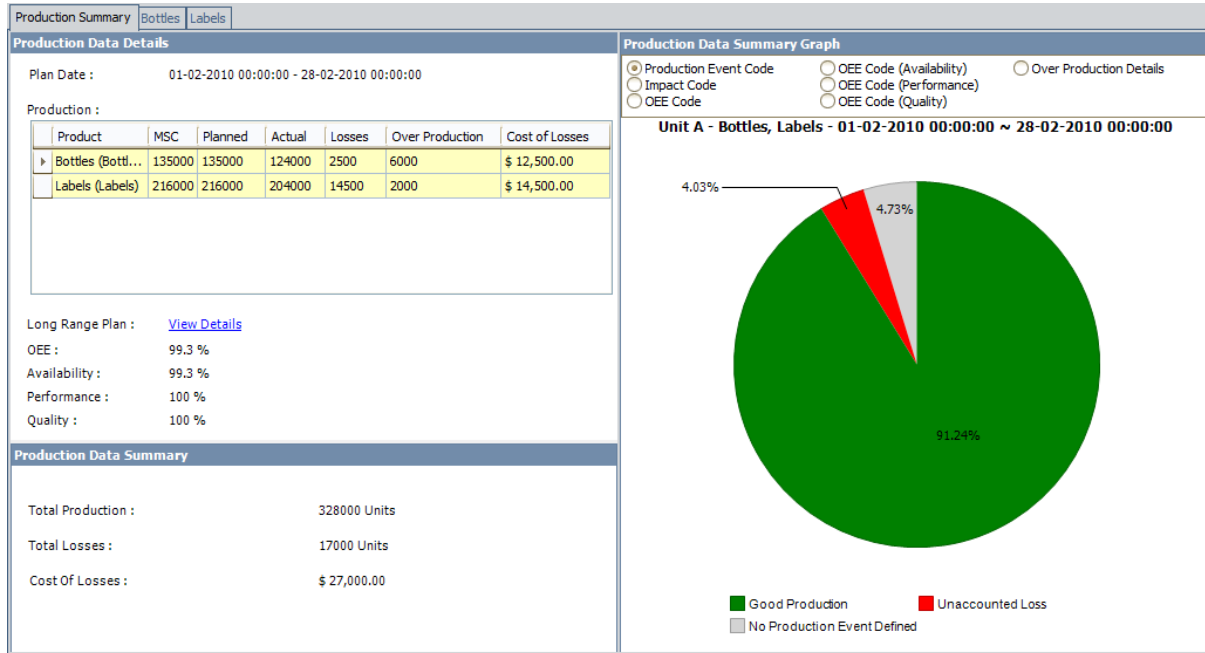 Production Summary Bottles Labels
Production Data Details
Plan Date : 01-02-2010 00:00:00 - 28-02-2010 00:00:00
Production :
Product MSC Planned Actual Losses Over Production Cost of Losses
Bottles (Bottl... 135000 135000 124000 2500 6000 $ 12,500.00
Labels (Labels) 216000 216000 204000 14500 2000 $ 14,500.00
Long Range Plan : View Details
OEE : 99.3 %
Availability : 99.3 %
Performance : 100 %
Quality : 100 %
Production Data Summary
Total Production : 328000 Units
Total Losses : 17000 Units
Cost Of Losses : $ 27,000.00
Production Data Summary Graph
Production Event Code OEE Code (Availability) Over Production Details
Impact Code OEE Code (Performance)
OEE Code OEE Code (Quality)
Unit A - Bottles, Labels - 01-02-2010 00:00:00 ~ 28-02-2010 00:00:00
4.03%
4.73%
91.24%
Good Production Unaccounted Loss
No Production Event Defined